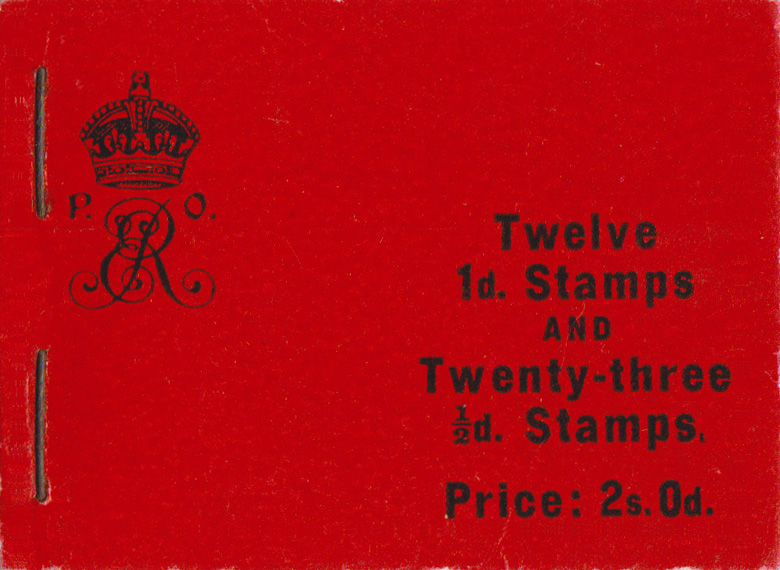 P. O.
Twelve
1d. Stamps
AND
Twenty-three
½d. Stamps.
Price: 2s. 0d.